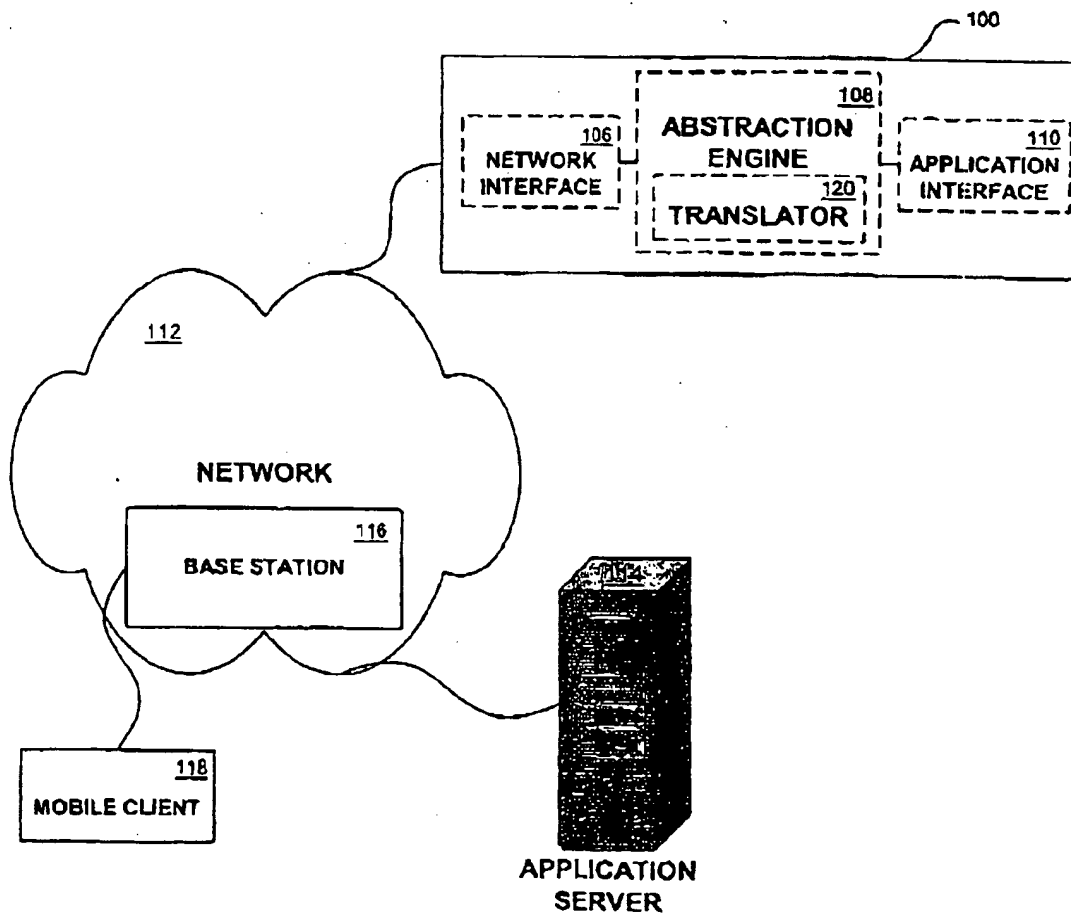 100
108
ABSTRACTION
ENGINE
106
NETWORK
INTERFACE
120
TRANSLATOR
110
APPLICATION
INTERFACE
112
NETWORK
116
BASE STATION
118
MOBILE CLIENT
APPLICATION
SERVER